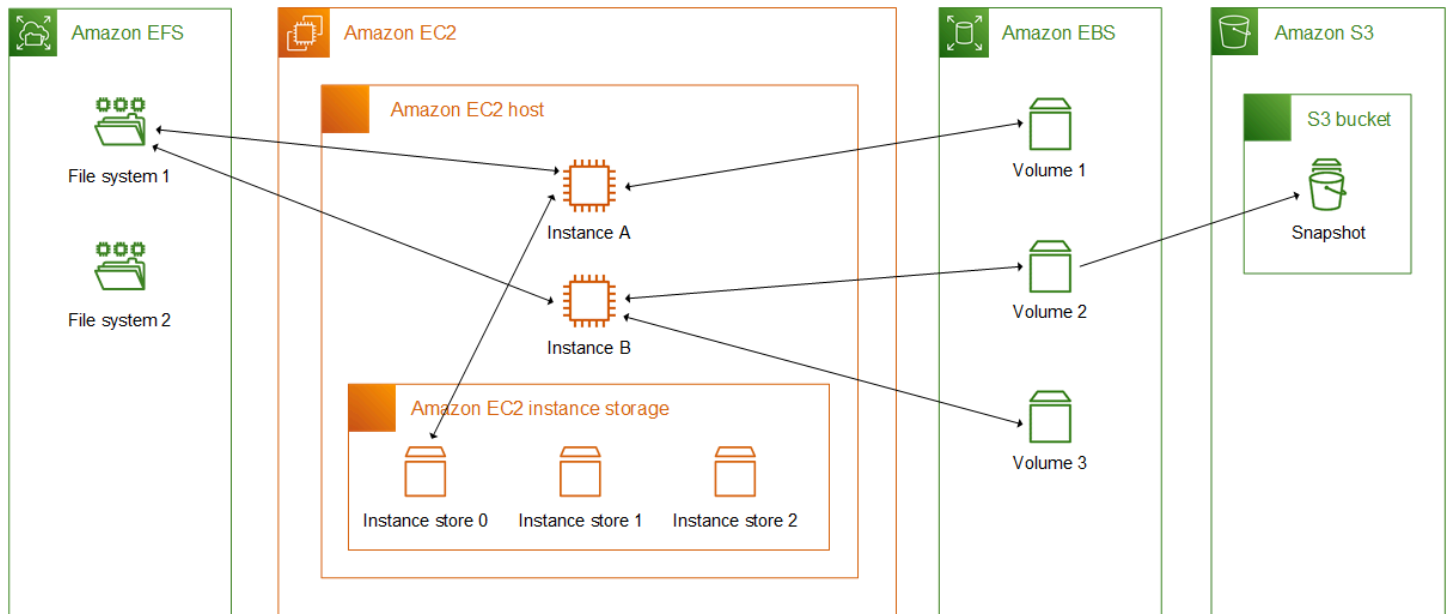 Amazon EFS
File system 1
File system 2
Amazon EC2
Amazon EC2 host
Instance A
Instance B
Amazon EC2 instance storage
Instance store 0
Instance store 1
Instance store 2
Amazon EBS
Volume 1
Volume 2
Volume 3
Amazon S3
S3 bucket
Snapshot